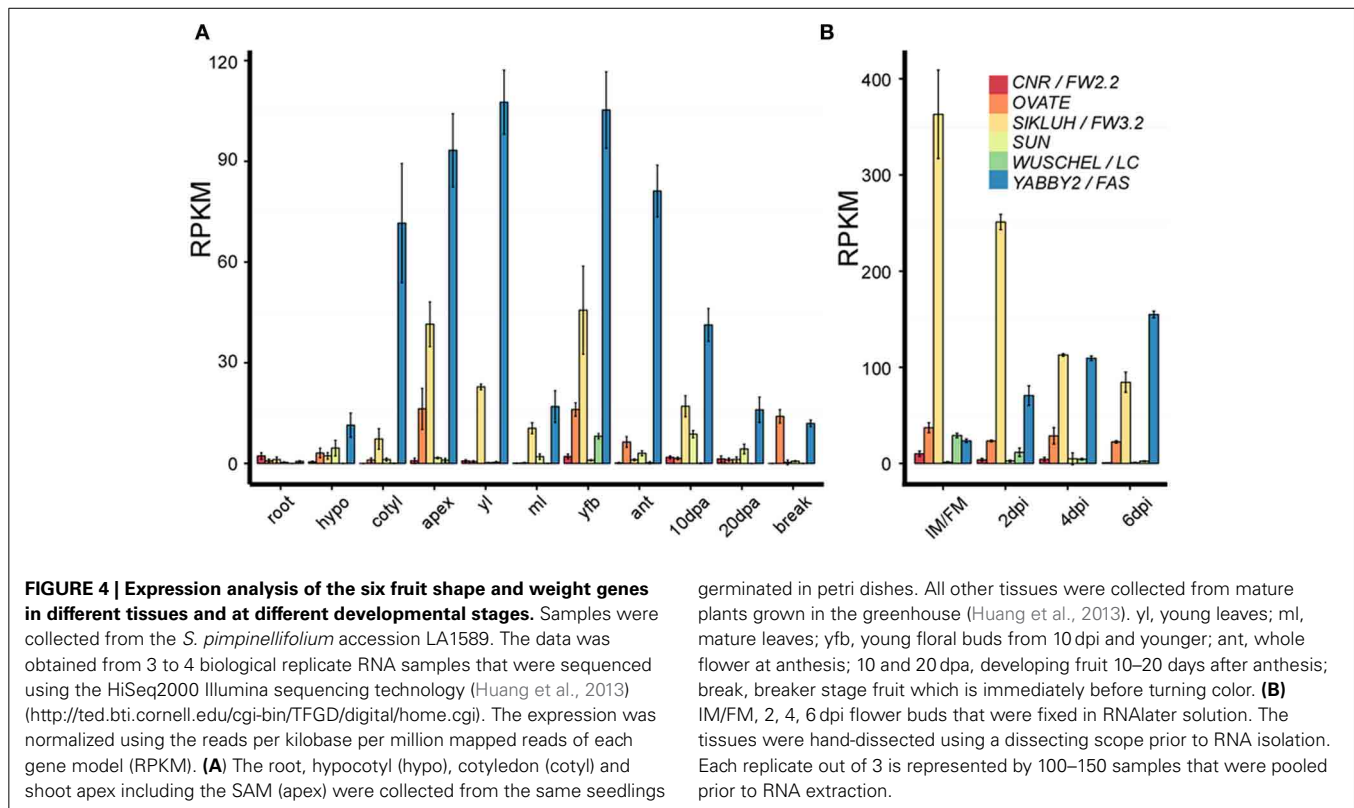 A
120
90
60
30
0
RPKM
root
hypo
cotyl
apex
yl
ml
yfb
ant
10dpa
20dpa
break
B
400
300
200
100
0
RPKM
CNR / FW2.2
OVATE
SlKLUH / FW3.2
SUN
WUSCHEL / LC
YABBY2 / FAS
IM/FM
2dpi
4dpi
6dpi
FIGURE 4 | Expression analysis of the six fruit shape and weight genes
in different tissues and at different developmental stages. Samples were
collected from the S. pimpinellifolium accession LA1589. The data was
obtained from 3 to 4 biological replicate RNA samples that were sequenced
using the HiSeq2000 Illumina sequencing technology (Huang et al., 2013)
(http://ted.bti.cornell.edu/cgi-bin/TFGD/digital/home.cgi). The expression was
normalized using the reads per kilobase per million mapped reads of each
gene model (RPKM). (A) The root, hypocotyl (hypo), cotyledon (cotyl) and
shoot apex including the SAM (apex) were collected from the same seedlings
germinated in petri dishes. All other tissues were collected from mature
plants grown in the greenhouse (Huang et al., 2013). yl, young leaves; ml,
mature leaves; yfb, young floral buds from 10 dpi and younger; ant, whole
flower at anthesis; 10 and 20 dpa, developing fruit 10–20 days after anthesis;
break, breaker stage fruit which is immediately before turning color. (B)
IM/FM, 2, 4, 6 dpi flower buds that were fixed in RNAlater solution. The
tissues were hand-dissected using a dissecting scope prior to RNA isolation.
Each replicate out of 3 is represented by 100–150 samples that were pooled
prior to RNA extraction.